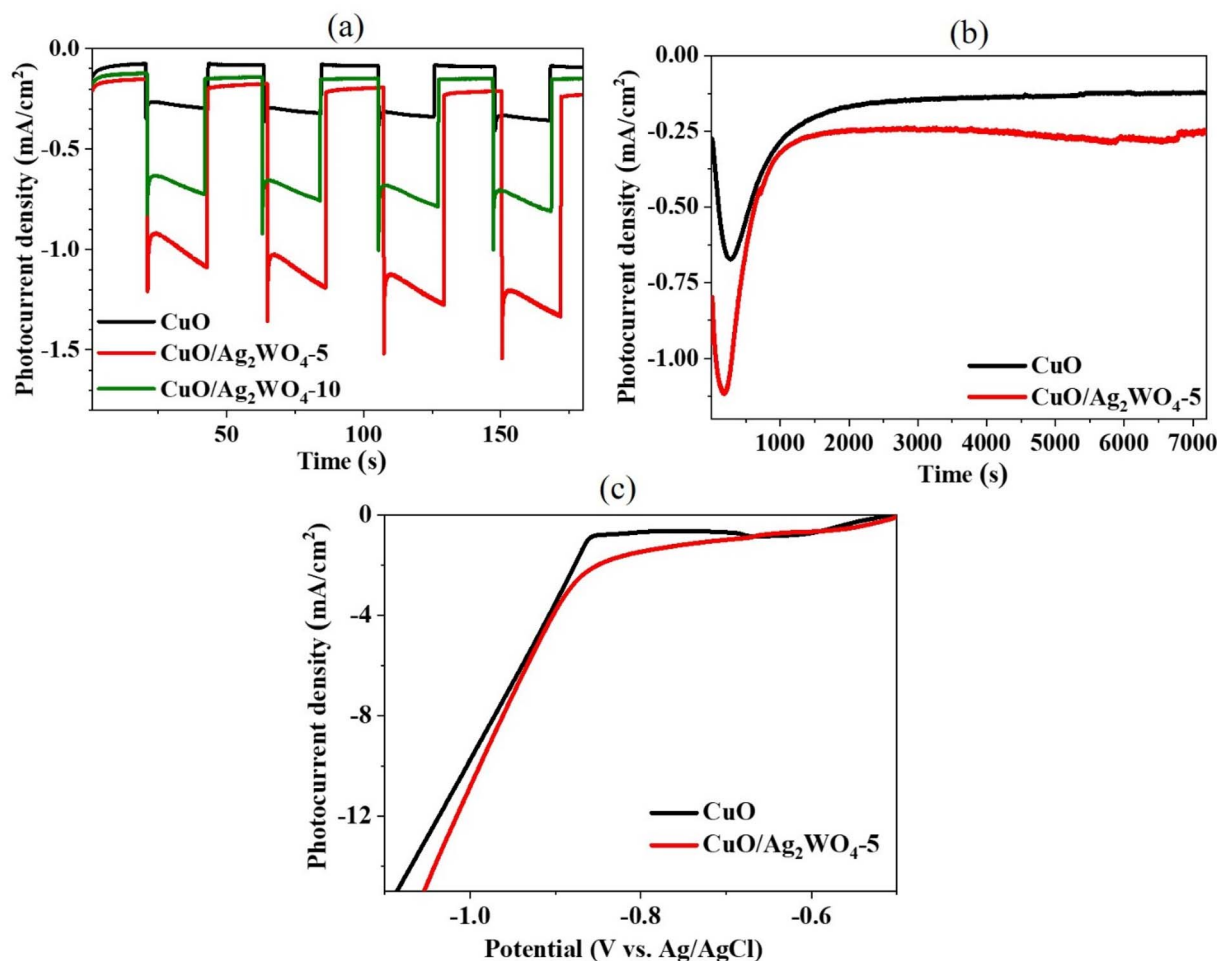 (a)
Photocurrent density (mA/cm²)
0.0
-0.5
-1.0
-1.5
CuO
CuO/Ag₂WO₄-5
CuO/Ag₂WO₄-10
50
100
150
Time (s)
(b)
Photocurrent density (mA/cm²)
0.00
-0.25
-0.50
-0.75
-1.00
CuO
CuO/Ag₂WO₄-5
1000 2000 3000 4000 5000 6000 7000
Time (s)
(c)
Photocurrent density (mA/cm²)
0
-4
-8
-12
CuO
CuO/Ag₂WO₄-5
-1.0
-0.8
-0.6
Potential (V vs. Ag/AgCl)